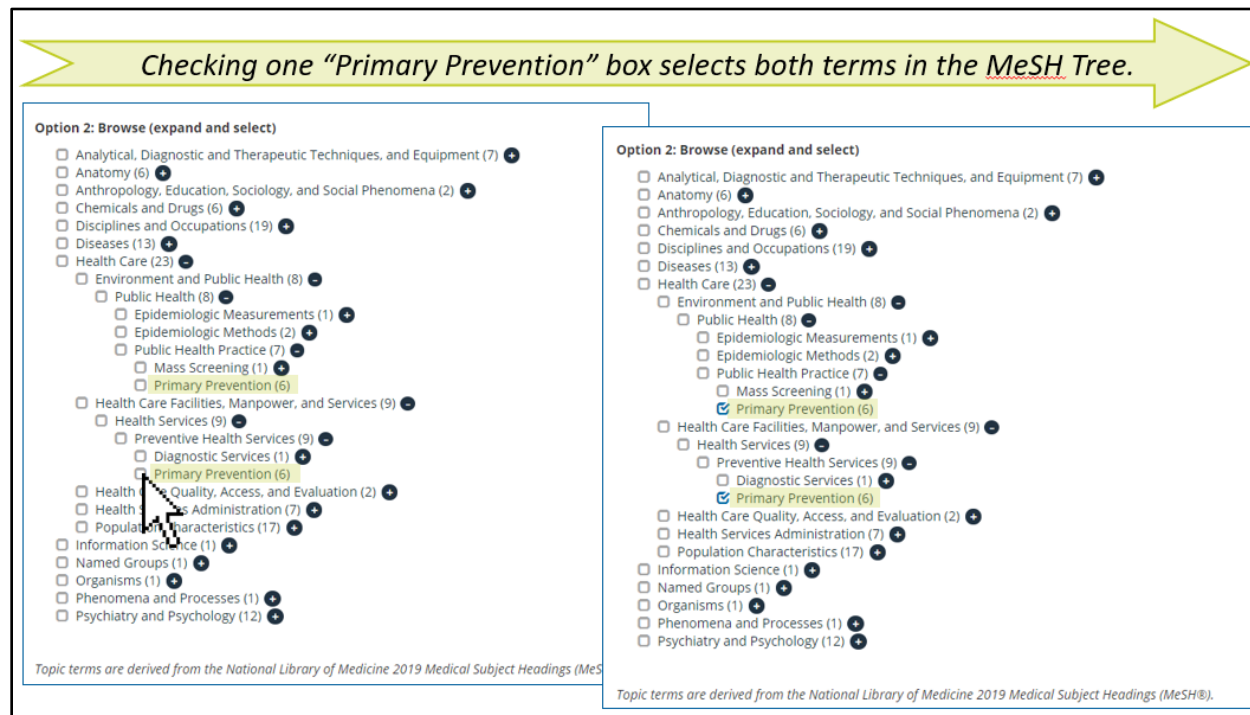 Checking one “Primary Prevention” box selects both terms in the MeSH Tree.
Option 2: Browse (expand and select)
Analytical, Diagnostic and Therapeutic Techniques, and Equipment (7)
Anatomy (6)
Anthropology, Education, Sociology, and Social Phenomena (2)
Chemicals and Drugs (6)
Disciplines and Occupations (19)
Diseases (13)
Health Care (23)
Environment and Public Health (8)
Public Health (8)
Epidemiologic Measurements (1)
Epidemiologic Methods (2)
Public Health Practice (7)
Mass Screening (1)
Primary Prevention (6)
Health Care Facilities, Manpower, and Services (9)
Health Services (9)
Preventive Health Services (9)
Diagnostic Services (1)
Primary Prevention (6)
Health Quality, Access, and Evaluation (2)
Health Administration (7)
(17)
Information Science (1)
Named Groups (1)
Organisms (1)
Phenomena and Processes (1)
Psychiatry and Psychology (12)
Topic terms are derived from the National Library of Medicine 2019 Medical Subject Headings (MeS
Option 2: Browse (expand and select)
Analytical, Diagnostic and Therapeutic Techniques, and Equipment (7)
Anatomy (6)
Anthropology, Education, Sociology, and Social Phenomena (2)
Chemicals and Drugs (6)
Disciplines and Occupations (19)
Diseases (13)
Health Care (23)
Environment and Public Health (8)
Public Health (8)
Epidemiologic Measurements (1)
Epidemiologic Methods (2)
Public Health Practice (7)
Mass Screening (1)
Primary Prevention (6)
Health Care Facilities, Manpower, and Services (9)
Health Services (9)
Preventive Health Services (9)
Diagnostic Services (1)
Primary Prevention (6)
Health Care Quality, Access, and Evaluation (2)
Health Services Administration (7)
Population Characteristics (17)
Information Science (1)
Named Groups (1)
Organisms (1)
Phenomena and Processes (1)
Psychiatry and Psychology (12)
Topic terms are derived from the National Library of Medicine 2019 Medical Subject Headings (MeSH®).